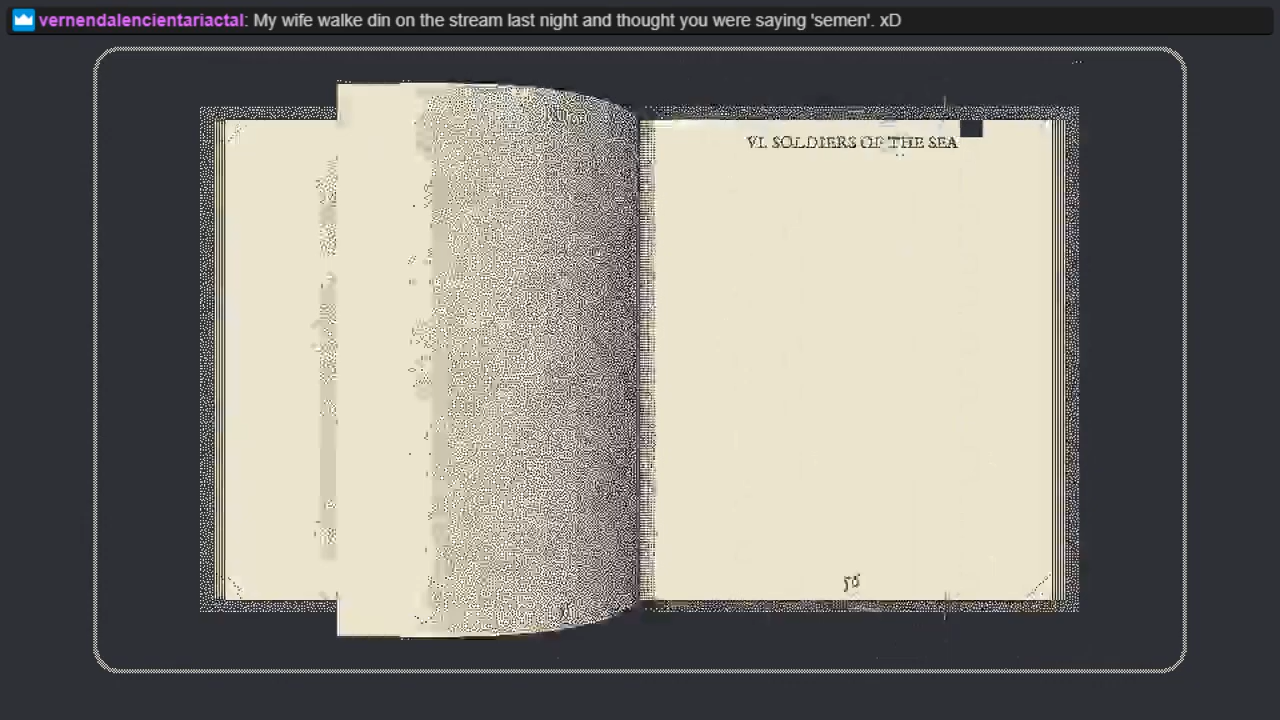 vernendalencientariactal: My wife walke din on the stream last night and thought you were saying 'semen'. xD
VI. SOLDIERS OF THE SEA